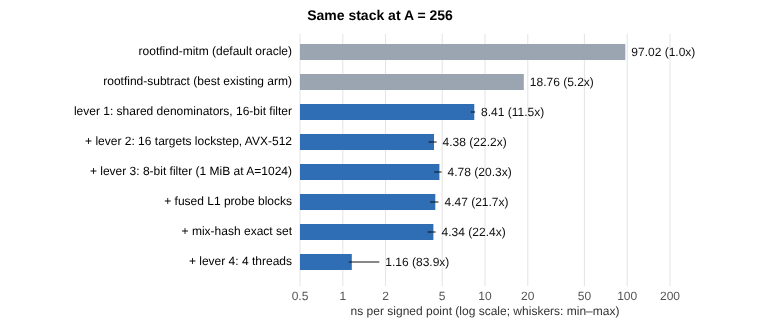 Same stack at A = 256
rootfind-mitm (default oracle) 97.02 (1.0x)
rootfind-subtract (best existing arm) 18.76 (5.2x)
lever 1: shared denominators, 16-bit filter 8.41 (11.5x)
+ lever 2: 16 targets lockstep, AVX-512 4.38 (22.2x)
+ lever 3: 8-bit filter (1 MiB at A=1024) 4.78 (20.3x)
+ fused L1 probe blocks 4.47 (21.7x)
+ mix-hash exact set 4.34 (22.4x)
+ lever 4: 4 threads 1.16 (83.9x)
0.5 1 2 5 10 20 50 100 200
ns per signed point (log scale; whiskers: min–max)